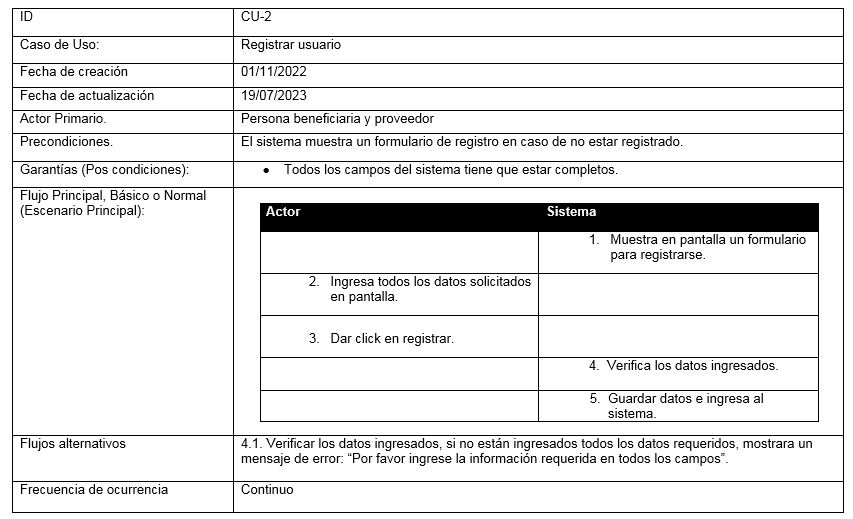 ID CU-2
Caso de Uso: Registrar usuario
Fecha de creación 01/11/2022
Fecha de actualización 19/07/2023
Actor Primario. Persona beneficiaria y proveedor
Precondiciones. El sistema muestra un formulario de registro en caso de no estar registrado.
Garantías (Pos condiciones): • Todos los campos del sistema tiene que estar completos.
Flujo Principal, Básico o Normal
(Escenario Principal):
Actor Sistema
1. Muestra en pantalla un formulario
para registrarse.
2. Ingresa todos los datos solicitados
en pantalla.
3. Dar click en registrar.
4. Verifica los datos ingresados.
5. Guardar datos e ingresa al
sistema.
Flujos alternativos 4.1. Verificar los datos ingresados, si no están ingresados todos los datos requeridos, mostrara un
mensaje de error: “Por favor ingrese la información requerida en todos los campos”.
Frecuencia de ocurrencia Continuo